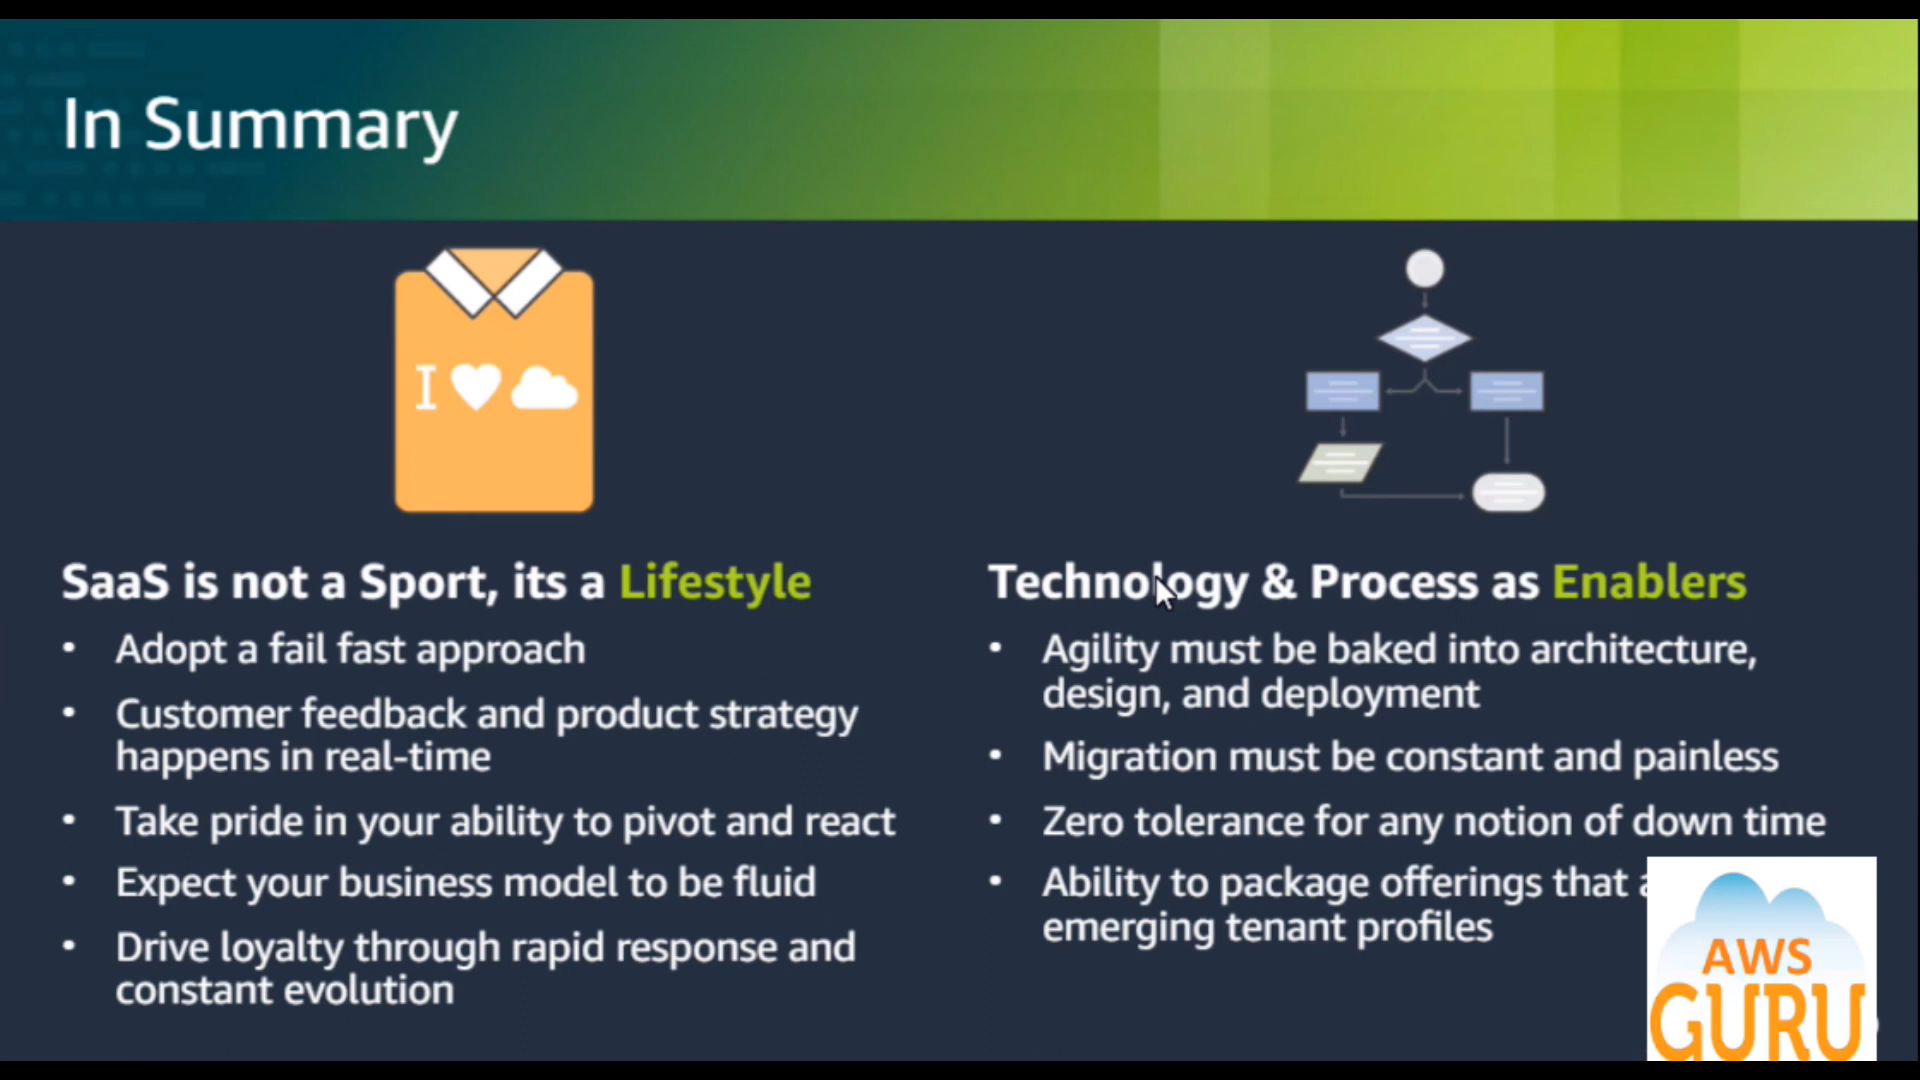 In Summary
I
SaaS is not a Sport, its a Lifestyle
• Adopt a fail fast approach
• Customer feedback and product strategy
happens in real-time
• Take pride in your ability to pivot and react
• Expect your business model to be fluid
• Drive loyalty through rapid response and
constant evolution
Technology & Process as Enablers
• Agility must be baked into architecture,
design, and deployment
• Migration must be constant and painless
• Zero tolerance for any notion of down time
• Ability to package offerings that
emerging tenant profiles
AWS
GURU